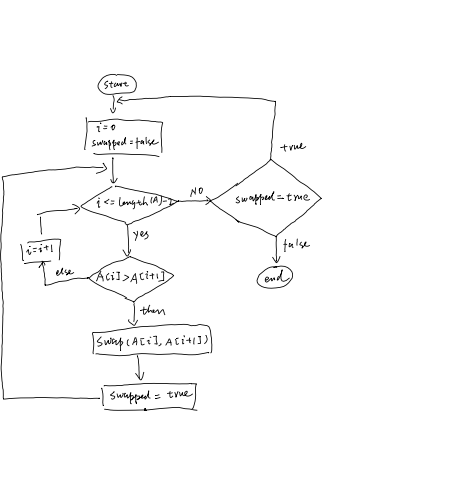 start
i=0
swapped=false
i <= length(A)-2
NO
swapped=true
true
yes
false
i=i+1
else
A[i]>A[i+1]
end
then
Swap(A[i], A[i+1])
swapped = true